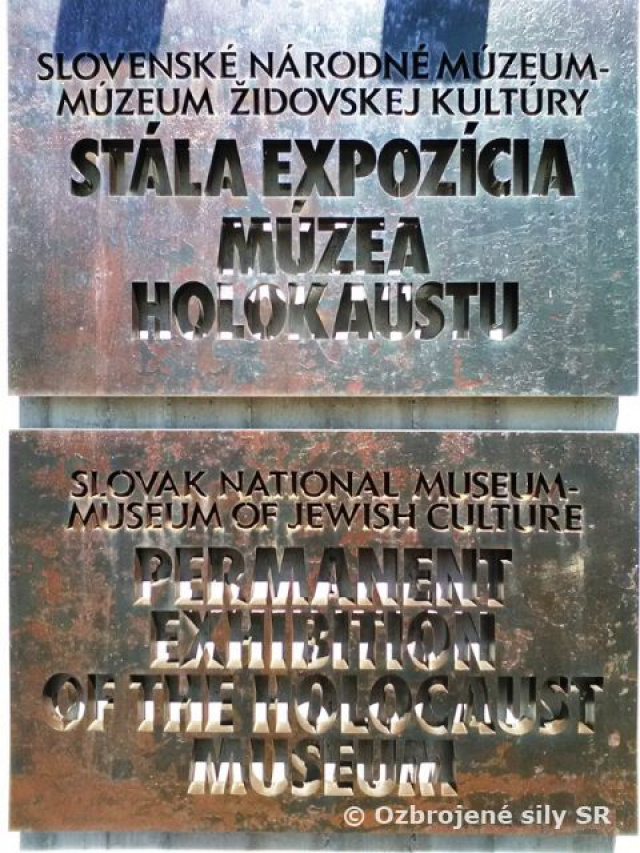 SLOVENSKÉ NÁRODNÉ MÚZEUM-
MÚZEUM ŽIDOVSKEJ KULTÚRY
STÁLA EXPOZÍCIA
MÚZEA
HOLOKAUSTU
SLOVAK NATIONAL MUSEUM-
MUSEUM OF JEWISH CULTURE
PERMANENT
EXHIBITION
OF THE HOLOCAUST
MUSEUM
© Ozbrojené sily SR